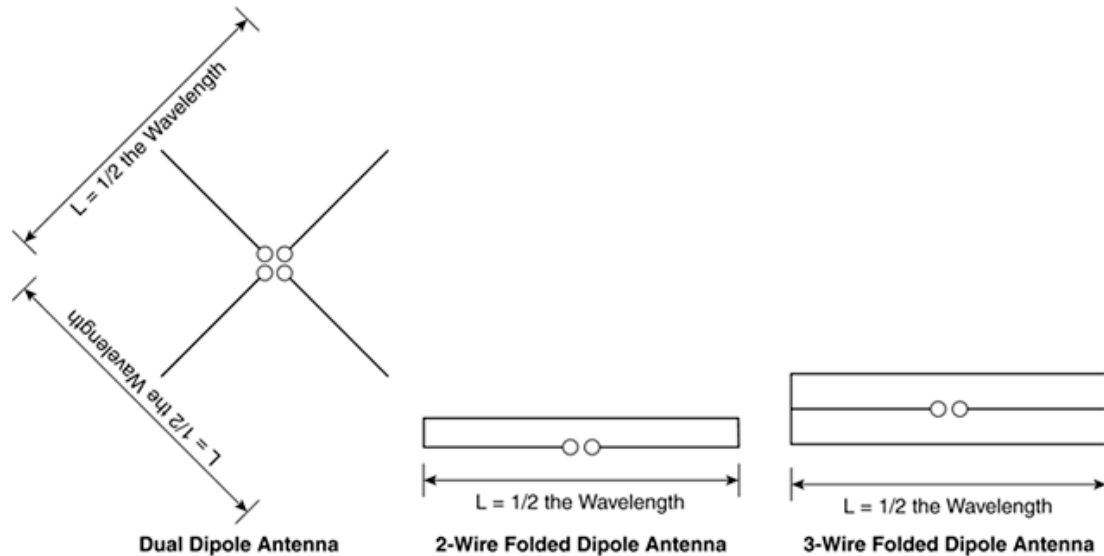 L = 1/2 the Wavelength
L = 1/2 the Wavelength
L = 1/2 the Wavelength
L = 1/2 the Wavelength
Dual Dipole Antenna
2-Wire Folded Dipole Antenna
3-Wire Folded Dipole Antenna